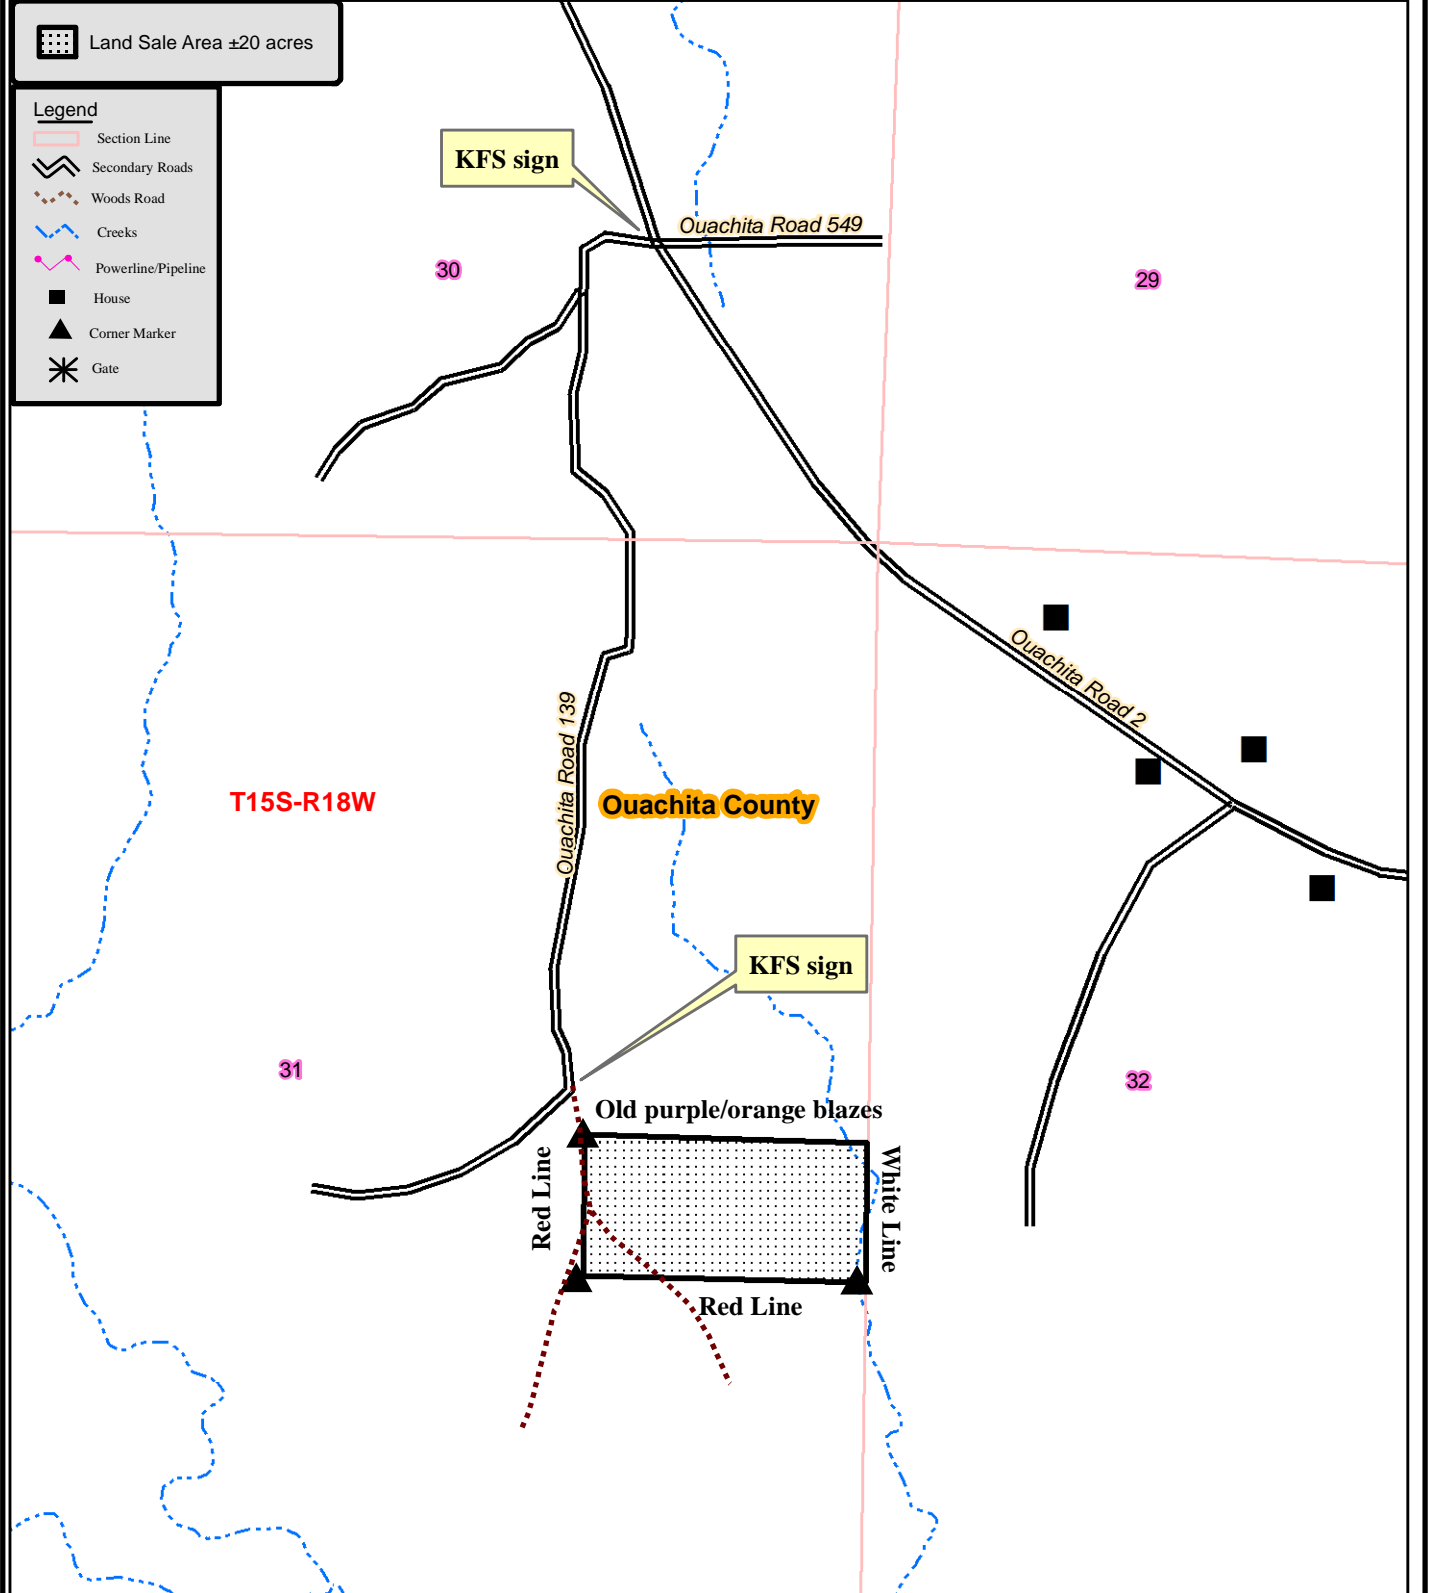 Land Sale Area ±20 acres
Legend
Section Line
Secondary Roads
Woods Road
Creeks
Powerline/Pipeline
House
Corner Marker
Gate
KFS sign
Ouachita Road 549
30
29
Ouachita Road 2
Ouachita Road 139
T15S-R18W
Ouachita County
KFS sign
31
32
Old purple/orange blazes
Red Line
White Line
Red Line